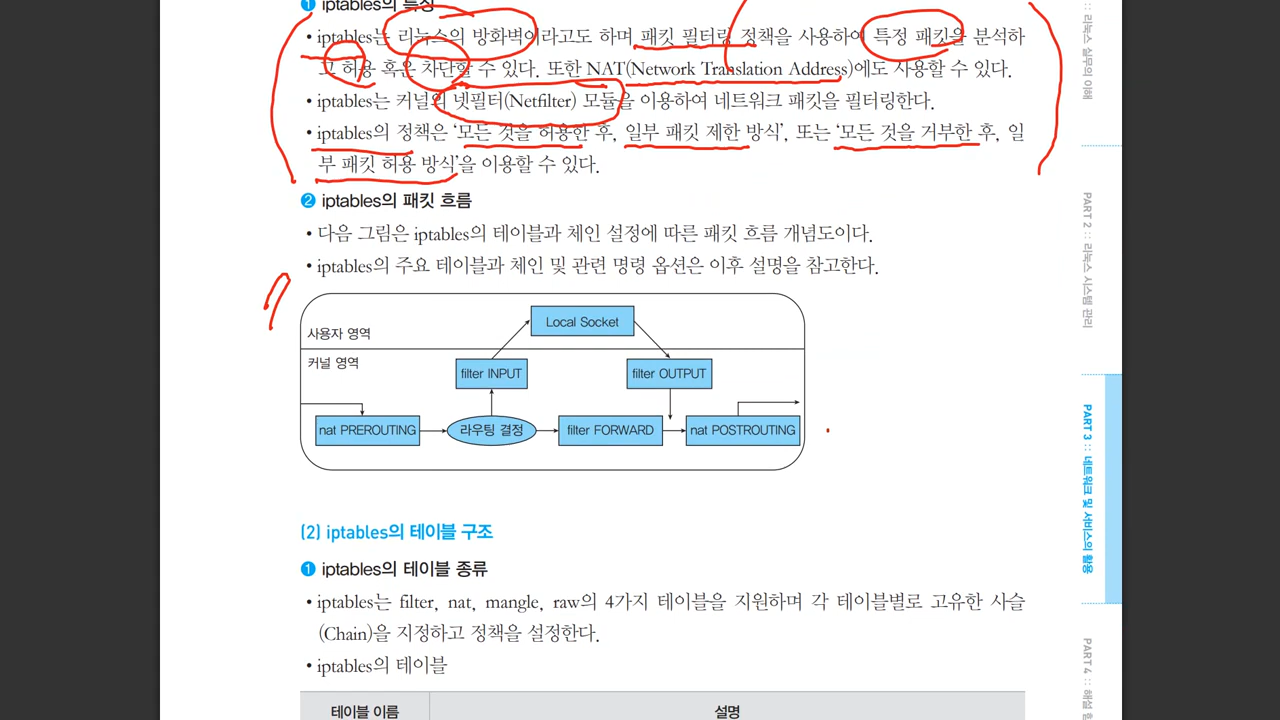 ❶ iptables의 특징
• iptables는 리눅스의 방화벽이라고도 하며 패킷 필터링 정책을 사용하여 특정 패킷을 분석하
고 허용 혹은 차단할 수 있다. 또한 NAT(Network Translation Address)에도 사용할 수 있다.
• iptables는 커널의 넷필터(Netfilter) 모듈을 이용하여 네트워크 패킷을 필터링한다.
• iptables의 정책은 ‘모든 것을 허용한 후, 일부 패킷 제한 방식’, 또는 ‘모든 것을 거부한 후, 일
부 패킷 허용 방식’을 이용할 수 있다.
❷ iptables의 패킷 흐름
• 다음 그림은 iptables의 테이블과 체인 설정에 따른 패킷 흐름 개념도이다.
• iptables의 주요 테이블과 체인 및 관련 명령 옵션은 이후 설명을 참고한다.
Local Socket
사용자 영역
커널 영역
filter INPUT
filter OUTPUT
nat PREROUTING
라우팅 결정
filter FORWARD
nat POSTROUTING
(2) iptables의 테이블 구조
❶ iptables의 테이블 종류
• iptables는 filter, nat, mangle, raw의 4가지 테이블을 지원하며 각 테이블별로 고유한 사슬
(Chain)을 지정하고 정책을 설정한다.
• iptables의 테이블
테이블 이름
설명
:: 리눅스 실무의 이해
PART 2 :: 리눅스 시스템 관리
PART 3 :: 네트워크 및 서비스의 활용
PART 4 :: 해설